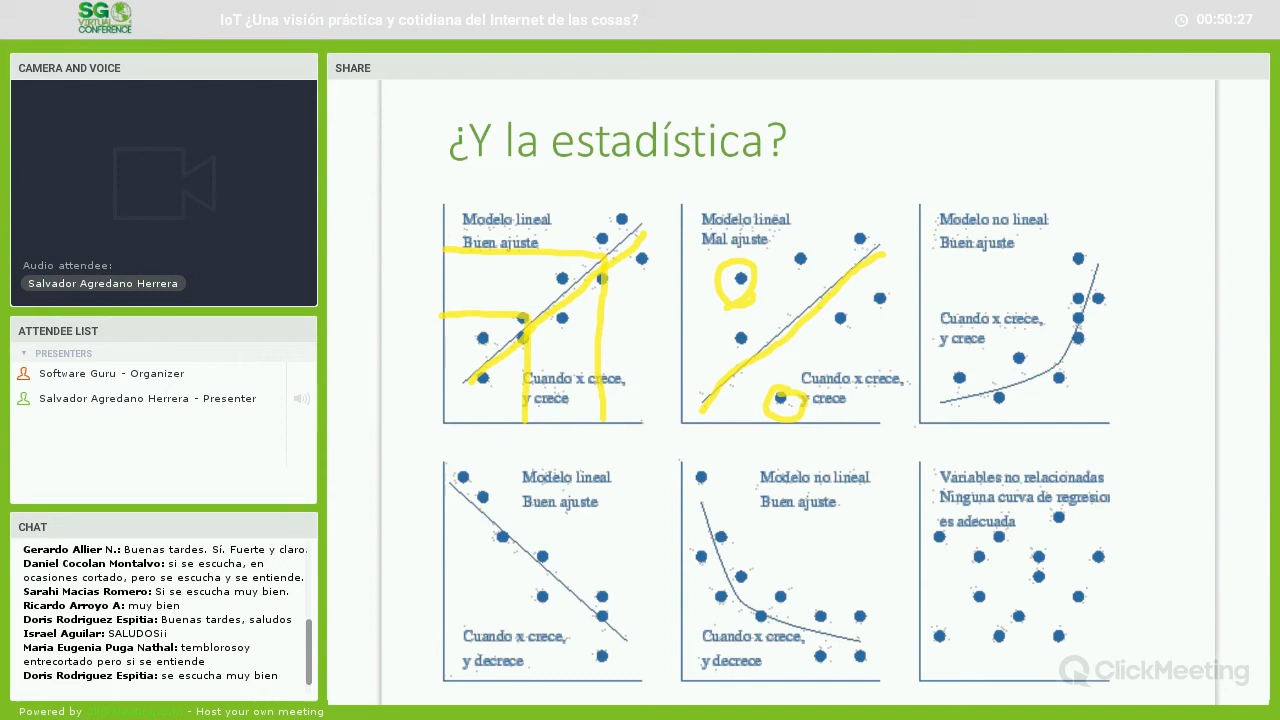 SG
VIRTUAL
CONFERENCE
IoT ¿Una visión práctica y cotidiana del Internet de las cosas?
00:50:27
CAMERA AND VOICE
Audio attendee:
Salvador Agredano Herrera
ATTENDEE LIST
PRESENTERS
Software Guru - Organizer
Salvador Agredano Herrera - Presenter
CHAT
Gerardo Allier N.: Buenas tardes. Sí. Fuerte y claro.
Daniel Cocolan Montalvo: si se escucha, en
ocasiones cortado, pero se escucha y se entiende.
Sarahi Macias Romero: Si se escucha muy bien.
Ricardo Arroyo A: muy bien
Doris Rodriguez Espitia: Buenas tardes, saludos
Israel Aguilar: SALUDOSii
Maria Eugenia Puga Nathal: temblorosoy
entrecortado pero si se entiende
Doris Rodriguez Espitia: se escucha muy bien
Powered by - Host your own meeting
SHARE
¿Y la estadística?
Modelo lineal
Buen ajuste
Cuando x crece,
y crece
Modelo lineal
Mal ajuste
Cuando x crece,
y crece
Modelo no lineal
Buen ajuste
Cuando x crece,
y crece
Modelo lineal
Buen ajuste
Cuando x crece,
y decrece
Modelo no lineal
Buen ajuste
Cuando x crece,
y decrece
Variables no relacionadas
Ninguna curva de regresio
es adecuada
ClickMeeting